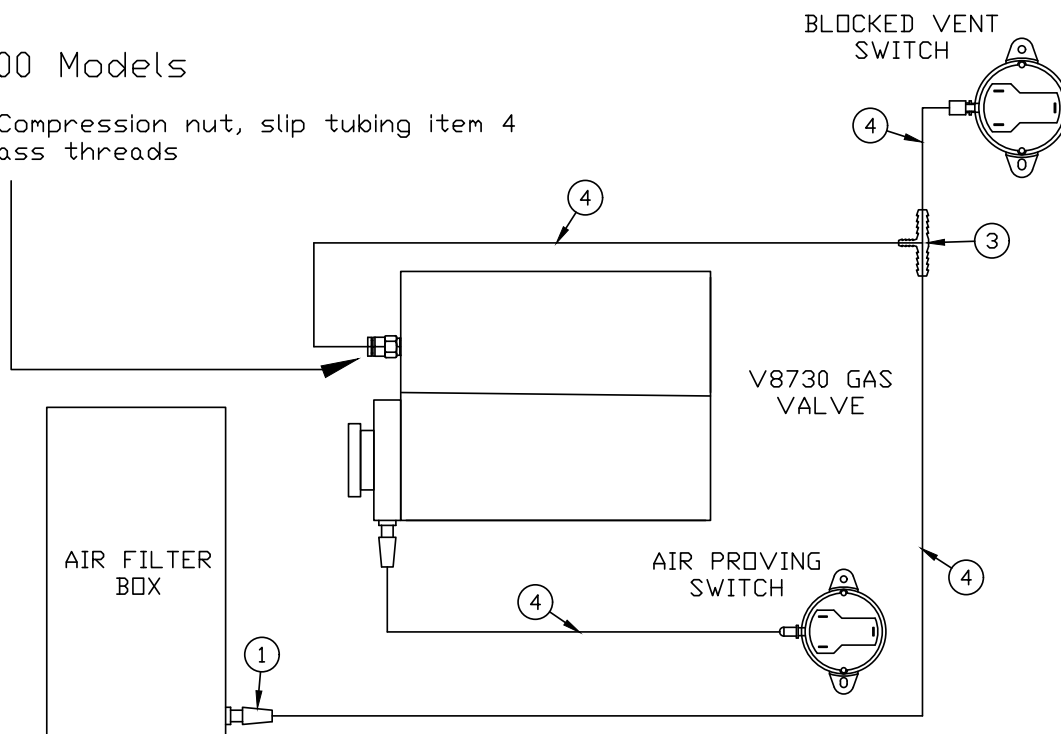 00 Models
Compression nut, slip tubing item 4
ass threads
BLOCKED VENT
SWITCH
4
4
3
V8730 GAS
VALVE
AIR FILTER
BOX
AIR PROVING
SWITCH
4
4
1